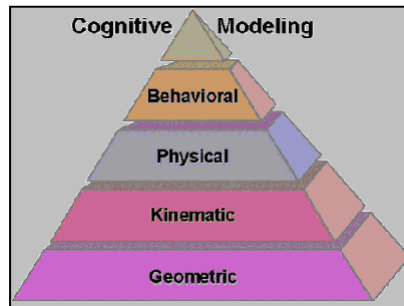 Cognitive Modeling
Behavioral
Physical
Kinematic
Geometric